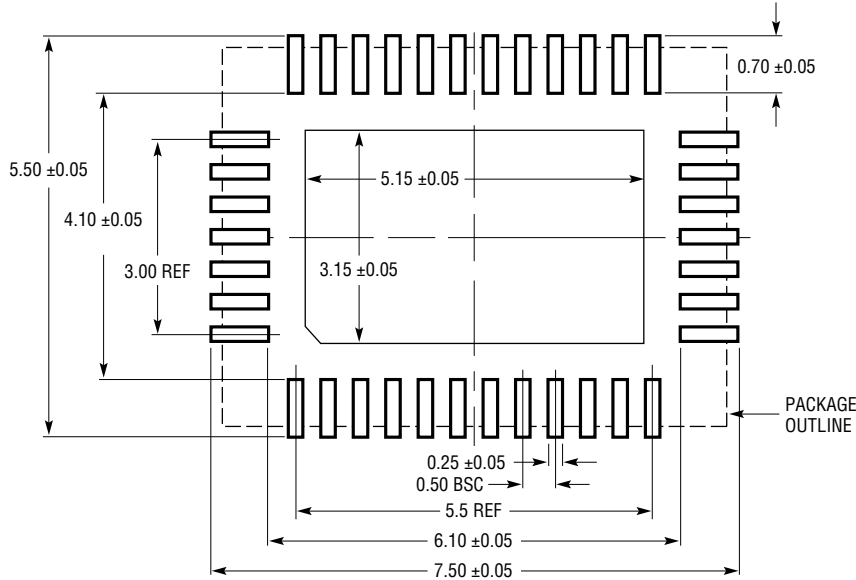 0.70 ±0.05
5.50 ±0.05
5.15 ±0.05
4.10 ±0.05
3.00 REF
3.15 ±0.05
PACKAGE
OUTLINE
0.25 ±0.05
0.50 BSC
5.5 REF
6.10 ±0.05
7.50 ±0.05